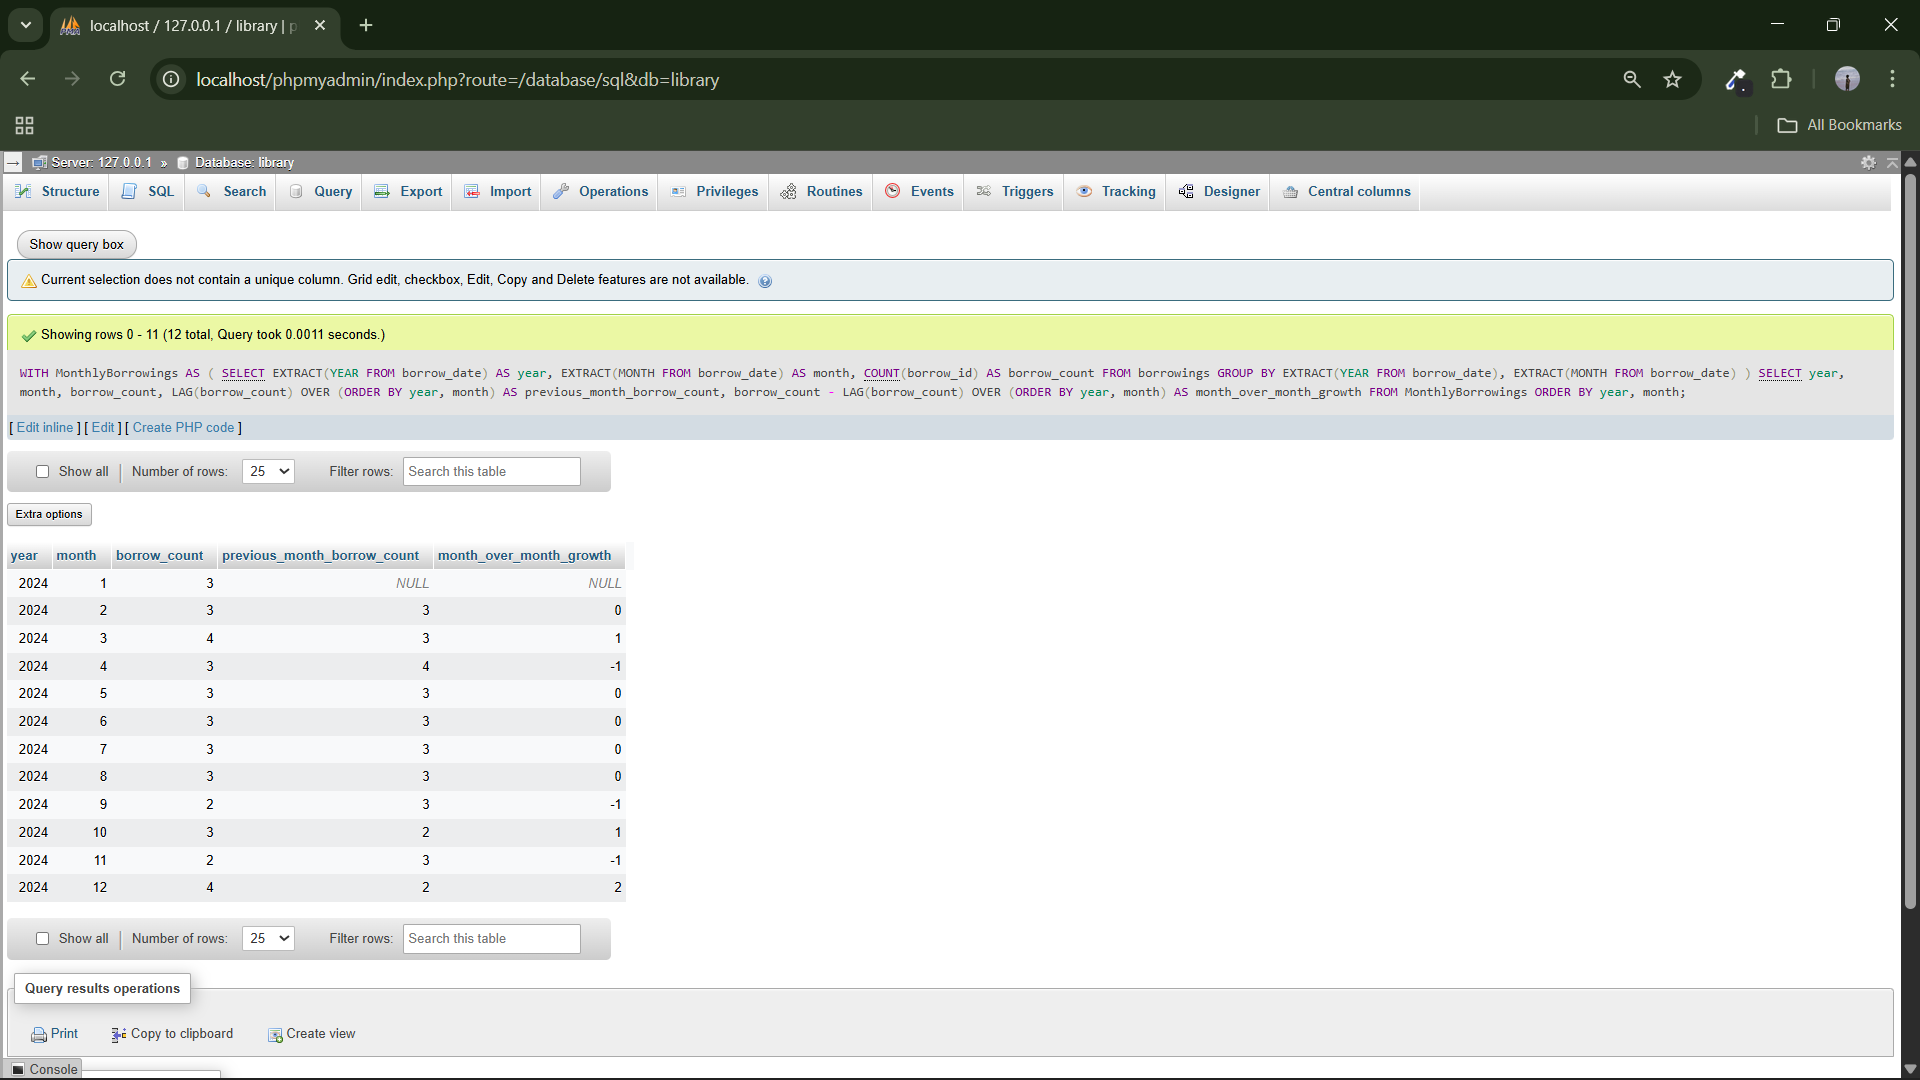 localhost / 127.0.0.1 / library | p
localhost/phpmyadmin/index.php?route=/database/sql&db=library
All Bookmarks
Server: 127.0.0.1 » Database: library
Structure SQL Search Query Export Import Operations Privileges Routines Events Triggers Tracking Designer Central columns
Show query box
Current selection does not contain a unique column. Grid edit, checkbox, Edit, Copy and Delete features are not available.
Showing rows 0 - 11 (12 total, Query took 0.0011 seconds.)
WITH MonthlyBorrowings AS ( SELECT EXTRACT(YEAR FROM borrow_date) AS year, EXTRACT(MONTH FROM borrow_date) AS month, COUNT(borrow_id) AS borrow_count FROM borrowings GROUP BY EXTRACT(YEAR FROM borrow_date), EXTRACT(MONTH FROM borrow_date) ) SELECT year,
month, borrow_count, LAG(borrow_count) OVER (ORDER BY year, month) AS previous_month_borrow_count, borrow_count - LAG(borrow_count) OVER (ORDER BY year, month) AS month_over_month_growth FROM MonthlyBorrowings ORDER BY year, month;
[ Edit inline ] [ Edit ] [ Create PHP code ]
Show all Number of rows: 25 Filter rows: Search this table
Extra options
year month borrow_count previous_month_borrow_count month_over_month_growth
2024 1 3 NULL NULL
2024 2 3 3 0
2024 3 4 3 1
2024 4 3 4 -1
2024 5 3 3 0
2024 6 3 3 0
2024 7 3 3 0
2024 8 3 3 0
2024 9 2 3 -1
2024 10 3 2 1
2024 11 2 3 -1
2024 12 4 2 2
Show all Number of rows: 25 Filter rows: Search this table
Query results operations
Print Copy to clipboard Create view
Console